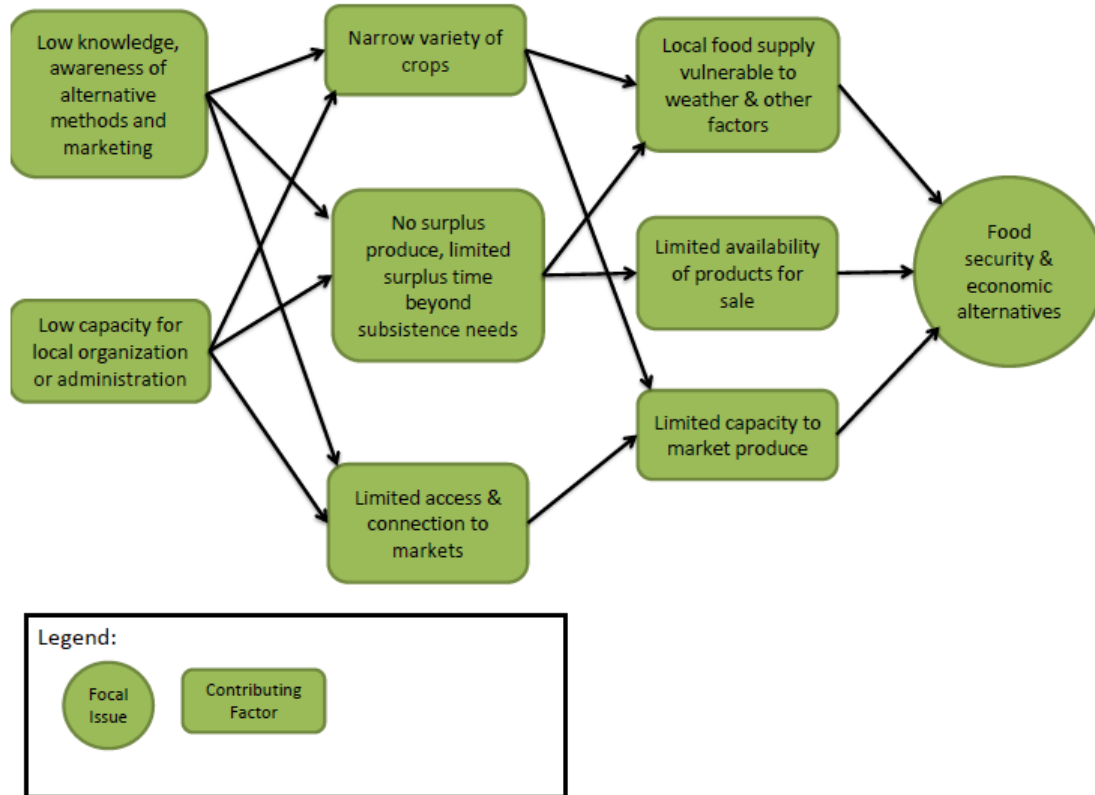 Low knowledge,
awareness of
alternative
methods and
marketing
Low capacity for
local organization
or administration
Narrow variety of
crops
No surplus
produce, limited
surplus time
beyond
subsistence needs
Limited access &
connection to
markets
Local food supply
vulnerable to
weather & other
factors
Limited availability
of products for
sale
Limited capacity to
market produce
Food
security &
economic
alternatives
Legend:
Focal
Issue
Contributing
Factor